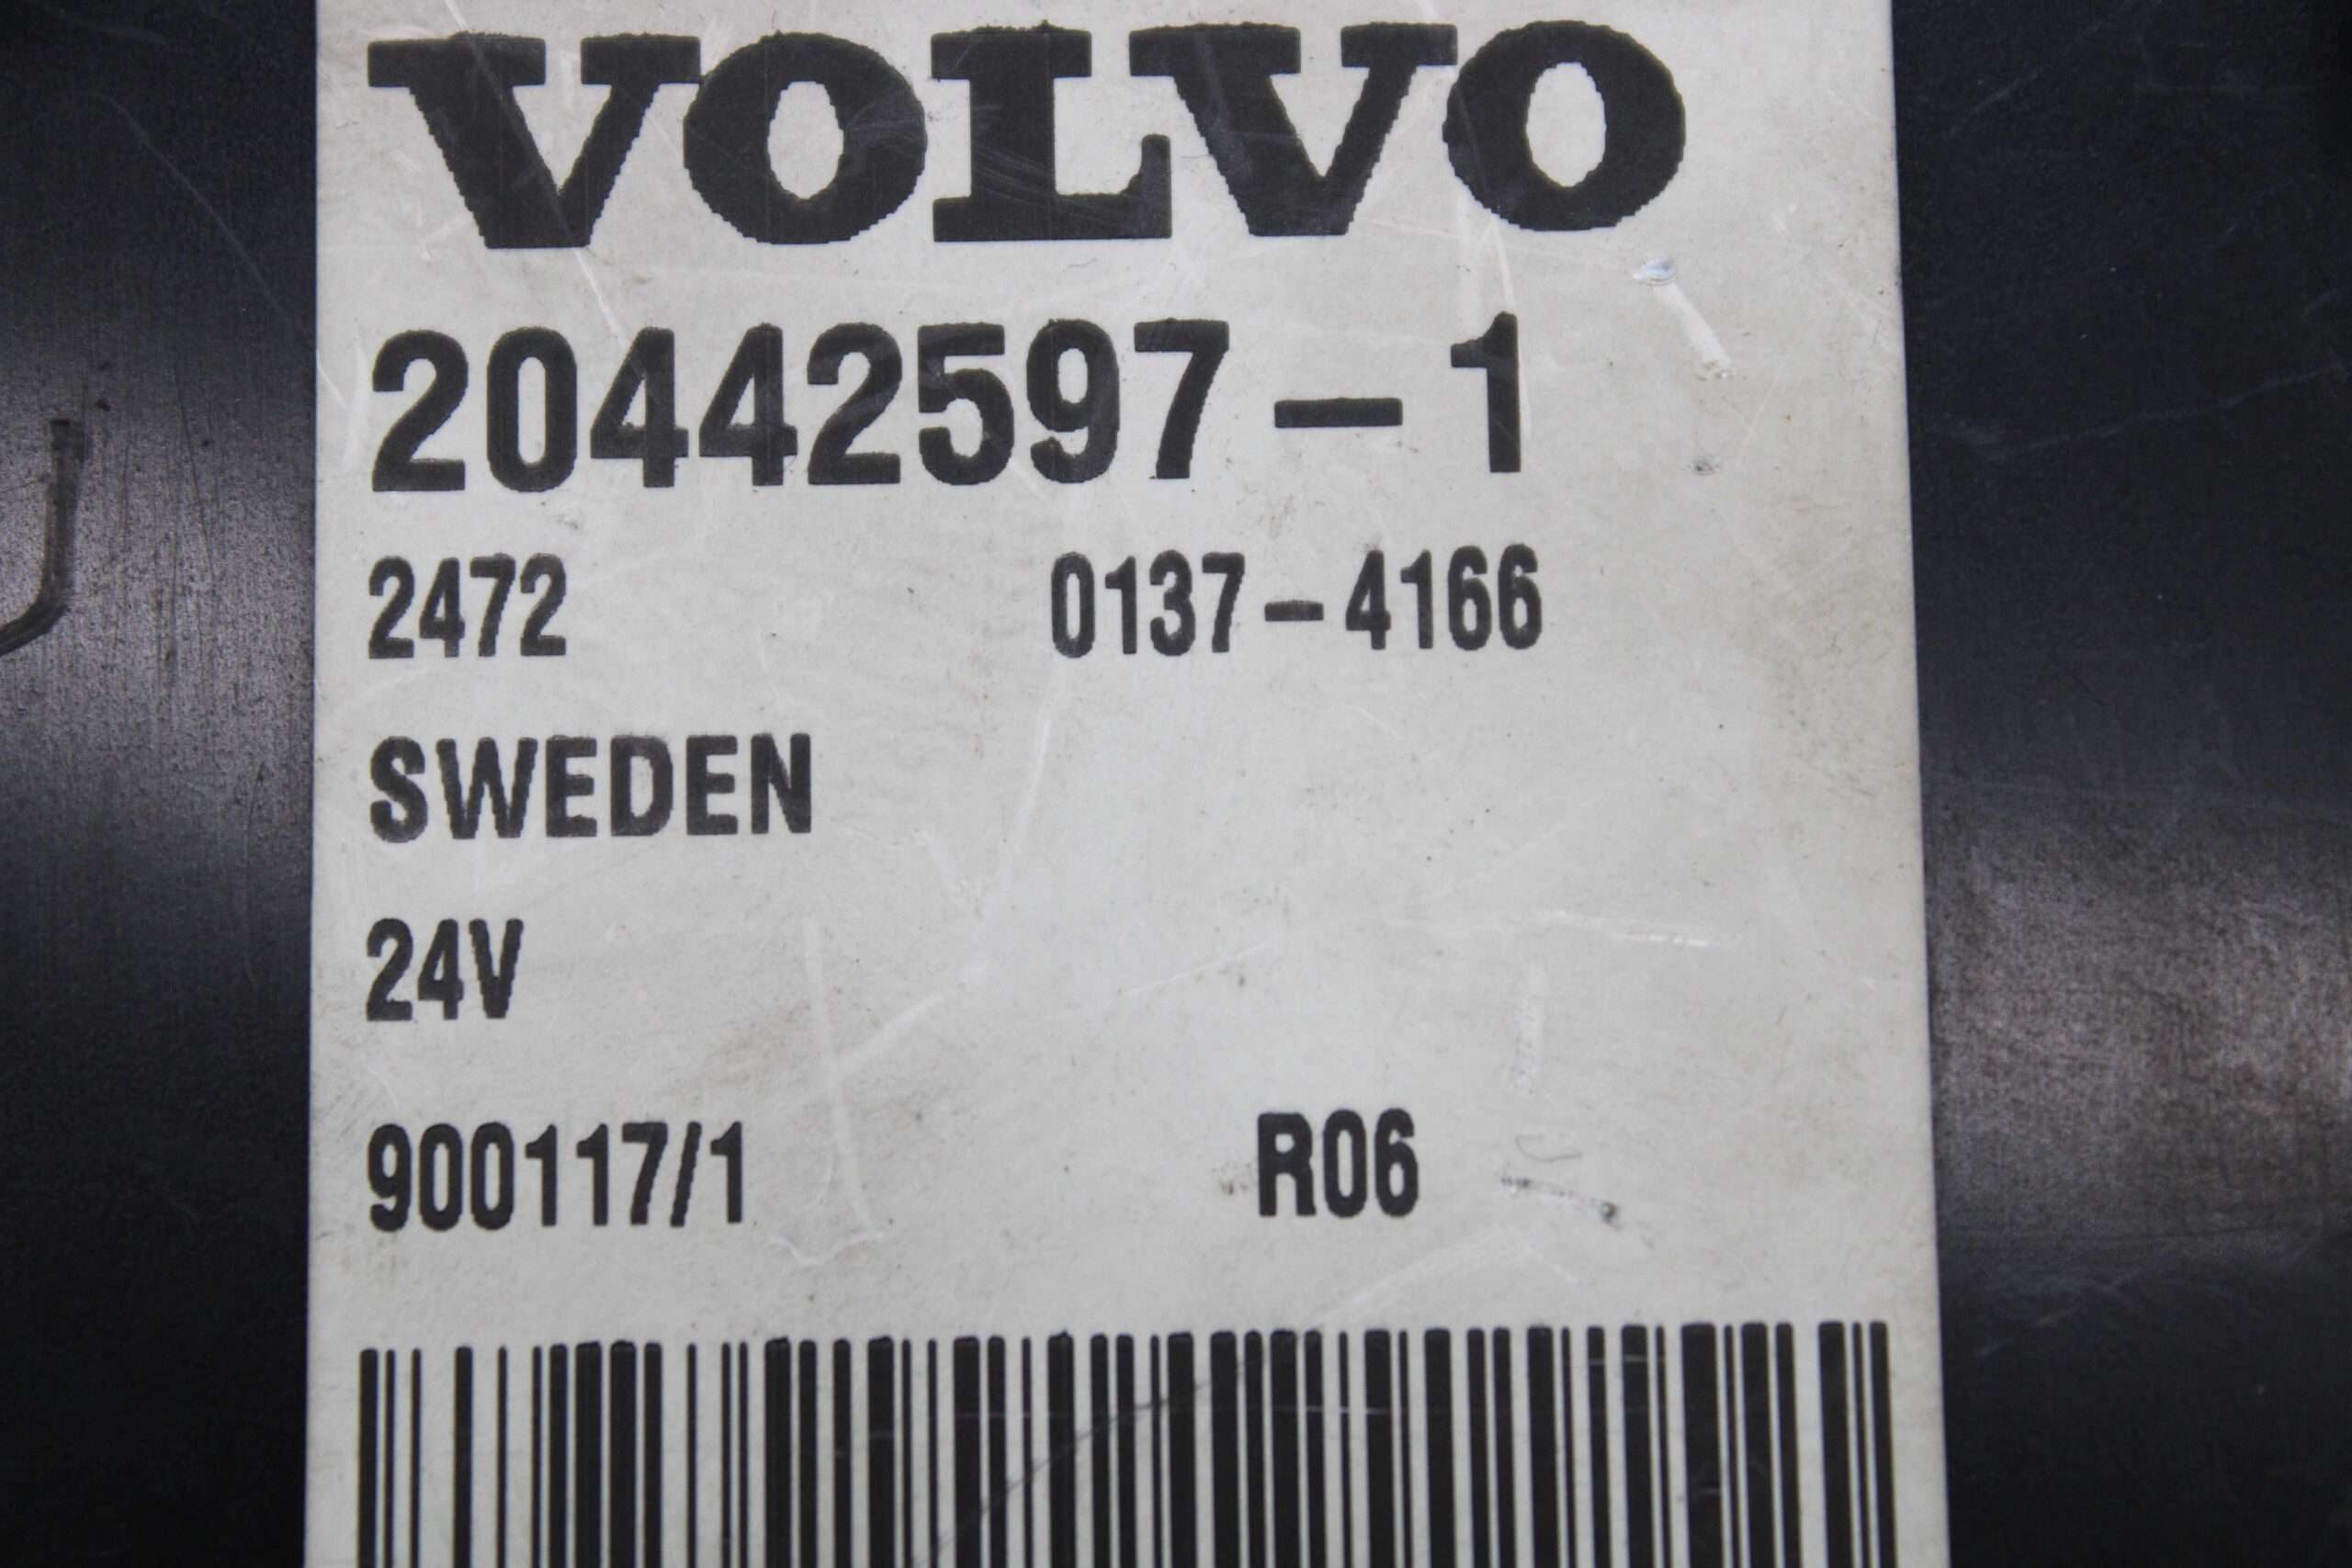 VOLVO
20442597-1
2472 0137-4166
SWEDEN
24V
900117/1 R06